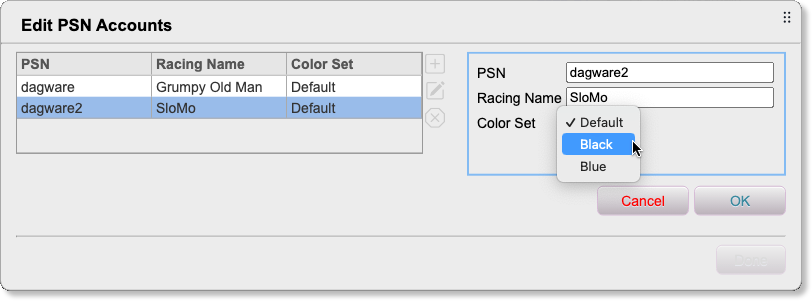 Edit PSN Accounts
PSN Racing Name Color Set
dagware Grumpy Old Man Default
dagware2 SloMo Default
PSN dagware2
Racing Name SloMo
Color Set ✓ Default
Black
Blue
Cancel OK
Done